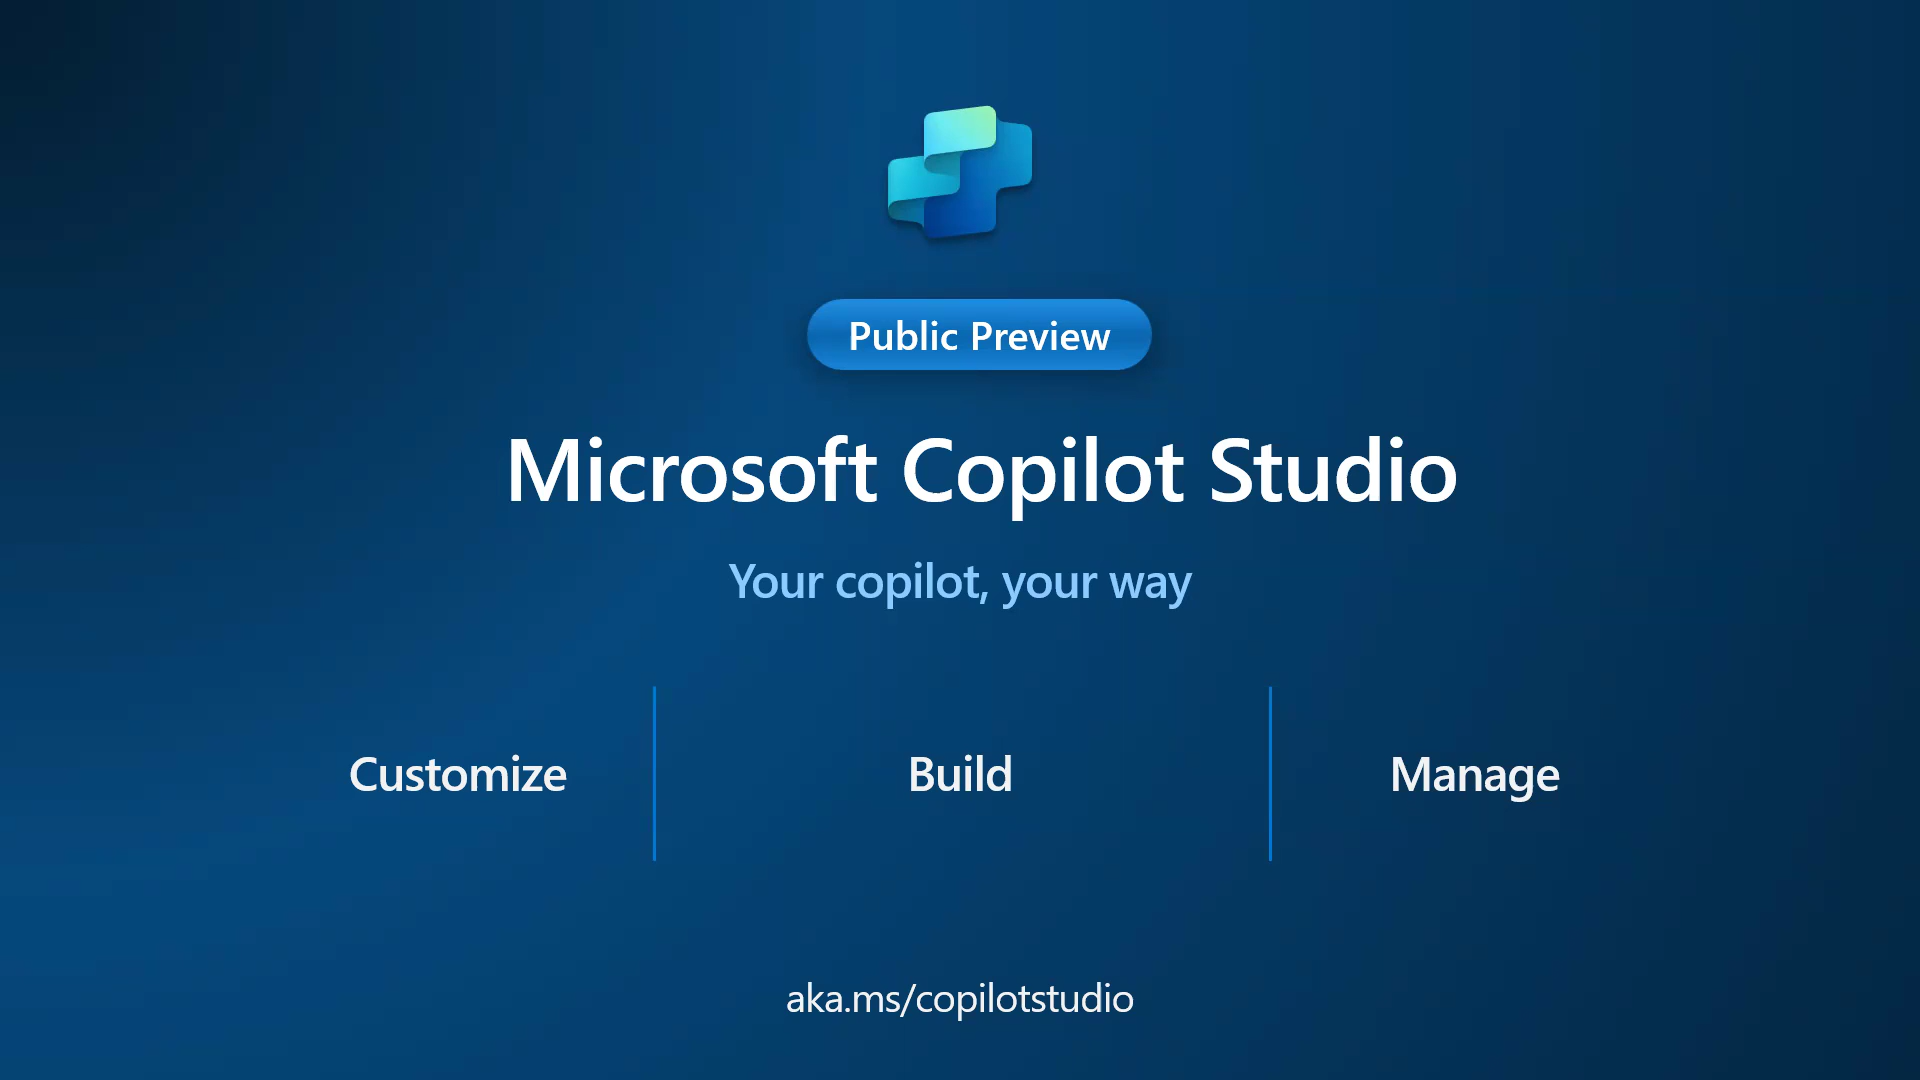 Public Preview
Microsoft Copilot Studio
Your copilot, your way
Customize
Build
Manage
aka.ms/copilotstudio